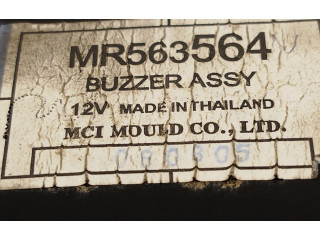 MR563564
BUZZER ASSY
12V MADE IN THAILAND
MCI MOULD CO., LTD.